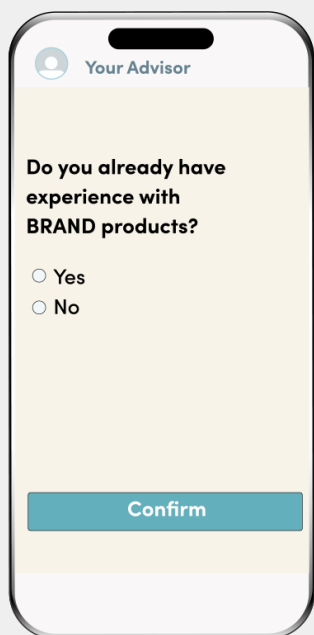 Your Advisor
Do you already have
experience with
BRAND products?
Yes
No
Confirm